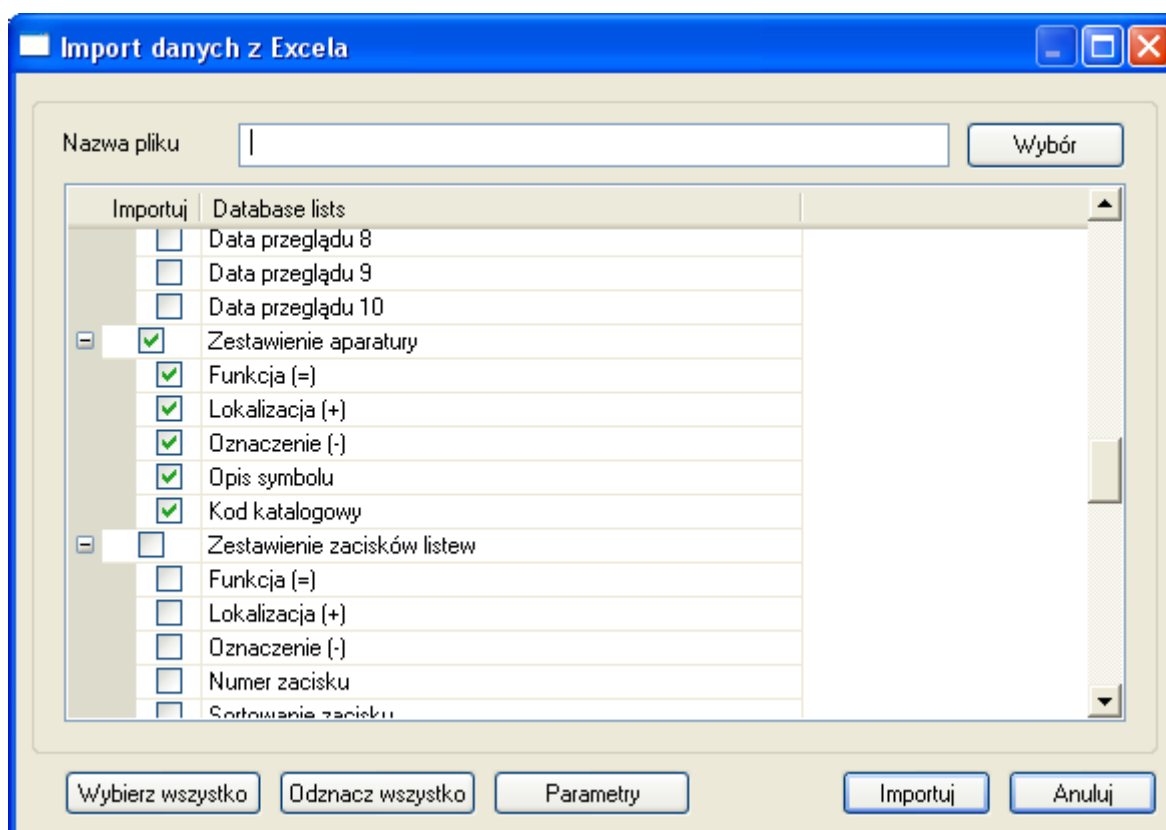 Import danych z Excela
Nazwa pliku Wybór
Importuj Database lists
Data przeglądu 8
Data przeglądu 9
Data przeglądu 10
Zestawienie aparatury
Funkcja (=)
Lokalizacja (+)
Oznaczenie (-)
Opis symbolu
Kod katalogowy
Zestawienie zacisków listew
Funkcja (=)
Lokalizacja (+)
Oznaczenie (-)
Numer zacisku
Sortowanie zacisku
Wybierz wszystko Odznacz wszystko Parametry Importuj Anuluj